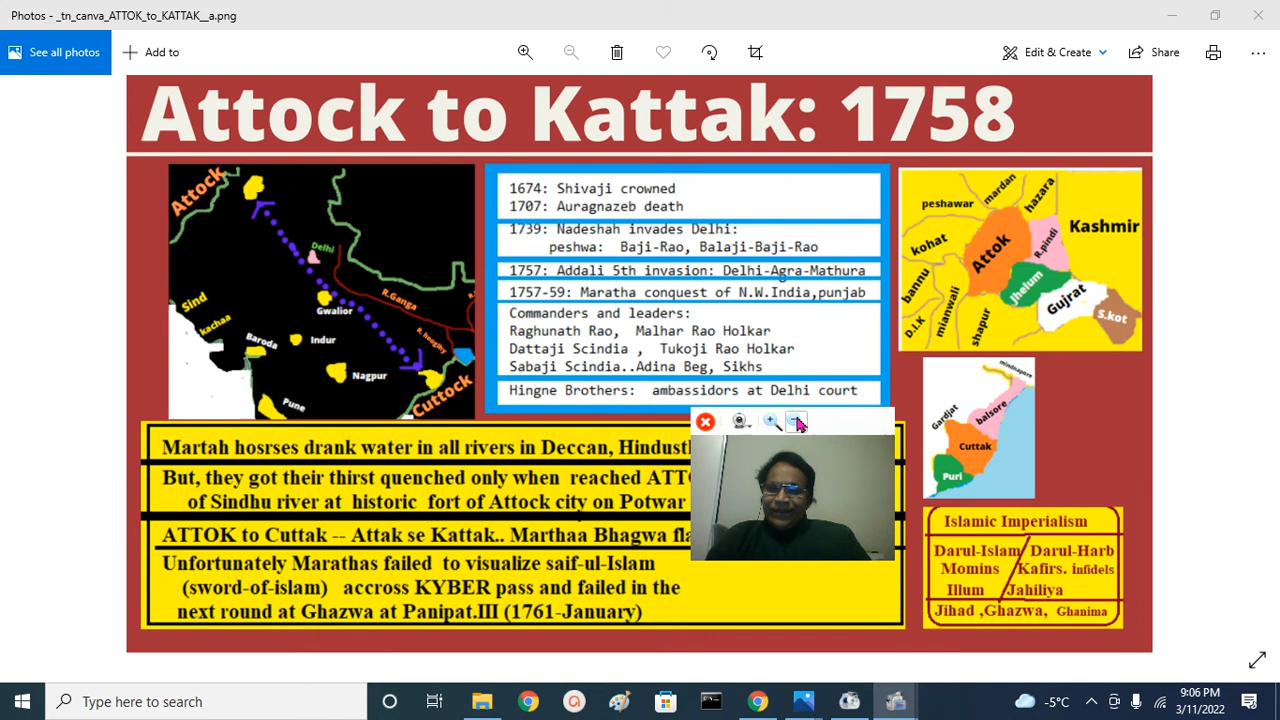 Photos - _tn_canva_ATTOK_to_KATTAK__a.png
See all photos
Add to
Edit & Create
Share
Attock to Kattak: 1758
Attock
Delhi
R.Ganga
Gwalior
Sind
kachaa
Baroda
Indur
R.hooghly
Nagpur
Pune
Cuttock
1674: Shivaji crowned
1707: Auragnazeb death
1739: Nadeshah invades Delhi:
peshwa: Baji-Rao, Balaji-Baji-Rao
1757: Addali 5th invasion: Delhi-Agra-Mathura
1757-59: Maratha conquest of N.W.India,punjab
Commanders and leaders:
Raghunath Rao, Malhar Rao Holkar
Dattaji Scindia , Tukoji Rao Holkar
Sabaji Scindia..Adina Beg, Sikhs
Hingne Brothers: ambassidors at Delhi court
peshawar
mardan
hazara
Kashmir
kohat
Attok
R.pindi
bannu
jhelum
mianwali
Gujrat
D.I.K
shapur
S.kot
mindnapore
Gardjat
balsore
Cuttack
Puri
Martah hosrses drank water in all rivers in Deccan,
But, they got their thirst quenched only when reached
of Sindhu river at historic fort of Attock city on Potwar
ATTOK to Cuttak -- Attak se Kattak.. Marthaa Bhagwa
Unfortunately Marathas failed to visualize saif-ul-Islam
(sword-of-islam) accross KYBER pass and failed in the
next round at Ghazwa at Panipat.III (1761-January)
Islamic Imperialism
Darul-Islam / Darul-Harb
Momins / Kafirs. infidels
Illum / Jahiliya
Jihad ,Ghazwa, Ghanima
Type here to search
-5°C
9:06 PM
3/11/2022